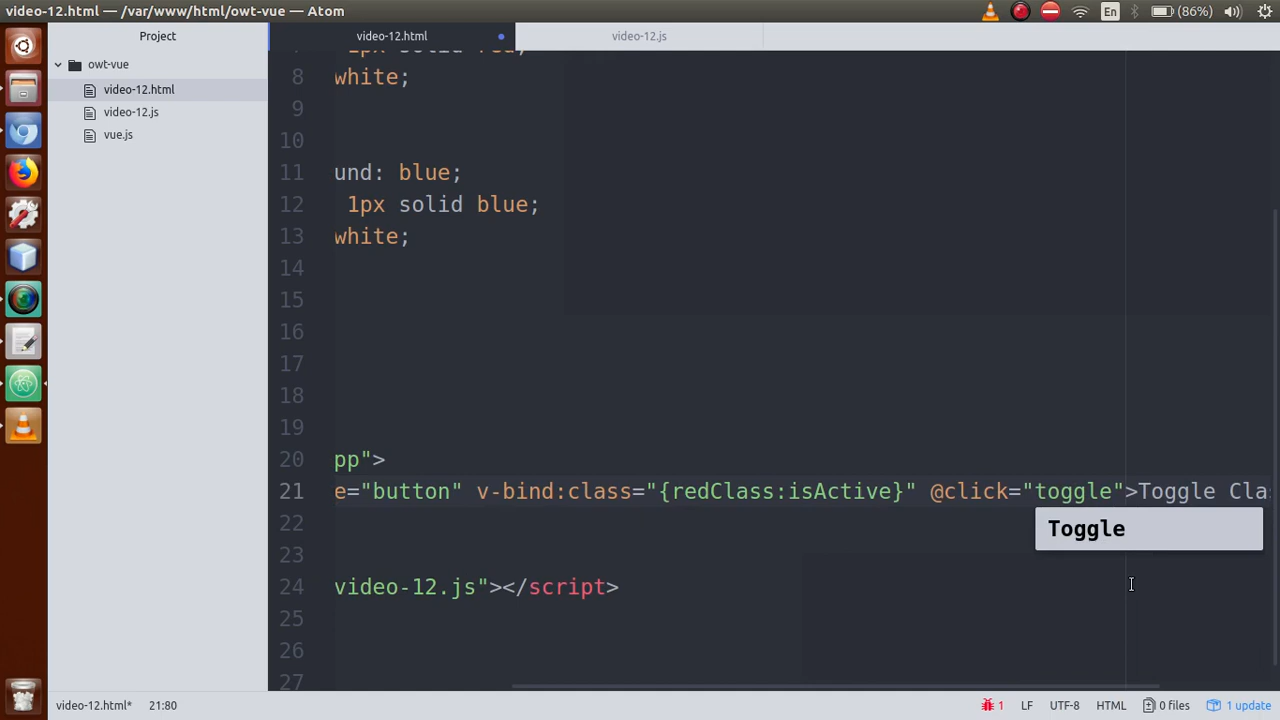 video-12.html — /var/www/html/owt-vue — Atom
En
(86%)
Project
video-12.html
video-12.js
owt-vue
video-12.html
video-12.js
vue.js
1px solid red;
8 white;
9
10
11 und: blue;
12 1px solid blue;
13 white;
14
15
16
17
18
19
20 pp">
21 e="button" v-bind:class="{redClass:isActive}" @click="toggle">Toggle Clas
Toggle
22
23
24 video-12.js"></script>
25
26
27
video-12.html* 21:80
1 LF UTF-8 HTML 0 files 1 update